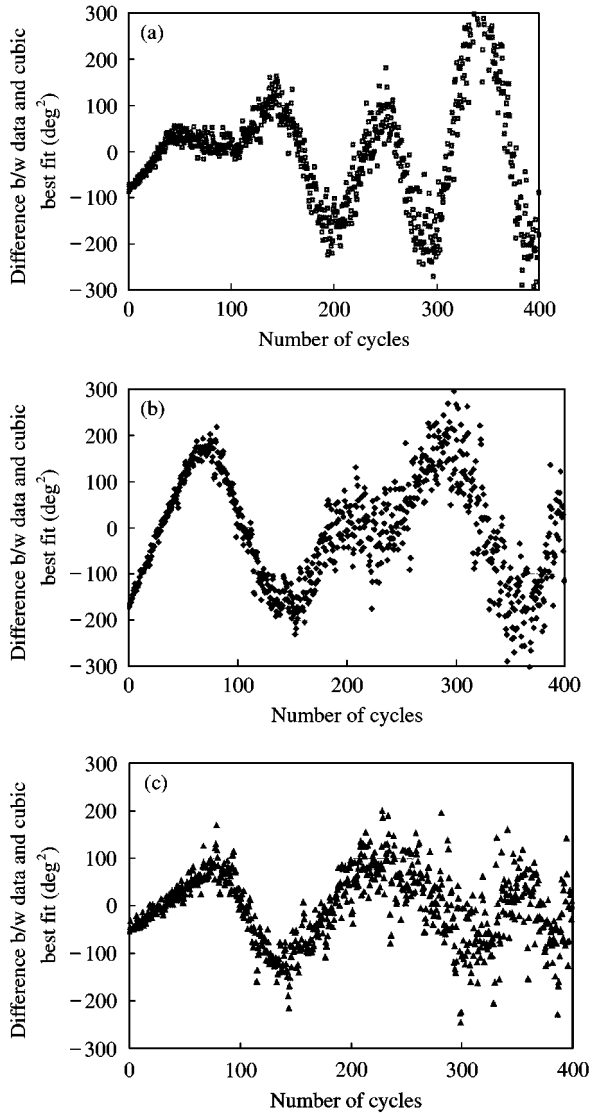 (a)
300
200
100
0
−100
−200
−300
Difference b/w data and cubic
best fit (deg²)
0 100 200 300 400
Number of cycles
(b)
300
200
100
0
−100
−200
−300
Difference b/w data and cubic
best fit (deg²)
0 100 200 300 400
Number of cycles
(c)
300
200
100
0
−100
−200
−300
Difference b/w data and cubic
best fit (deg²)
0 100 200 300 400
Number of cycles